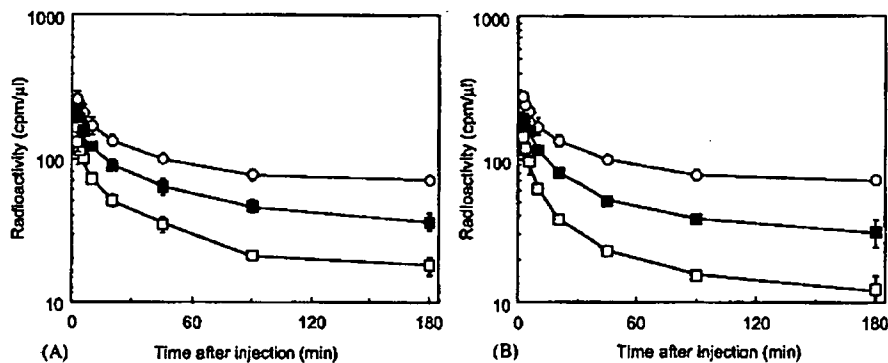 1000
100
10
Radioactivity (cpm/μl)
0 60 120 180
(A) Time after injection (min)
1000
100
10
Radioactivity (cpm/μl)
0 60 120 180
(B) Time after injection (min)